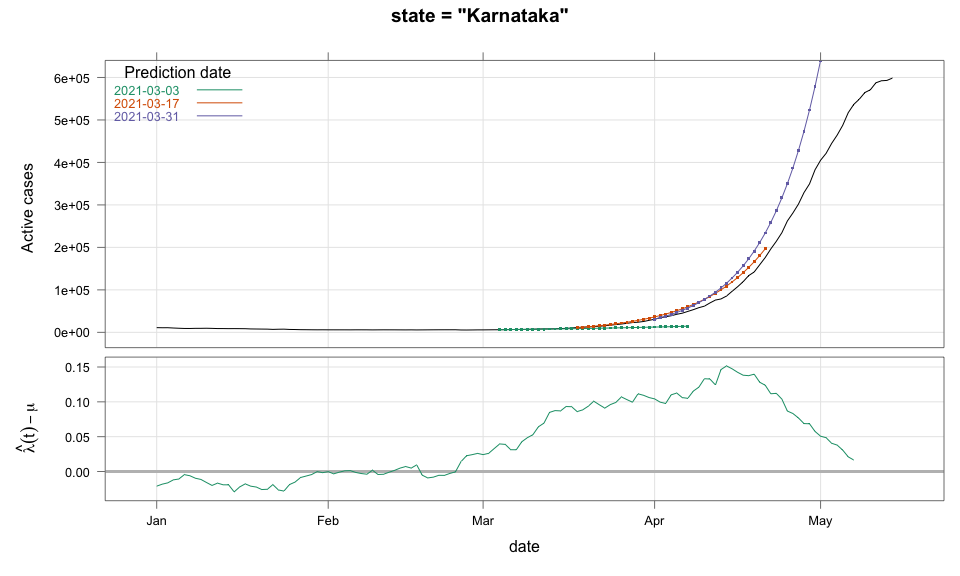 state = "Karnataka"
Prediction date
2021-03-03
2021-03-17
2021-03-31
Active cases
6e+05
5e+05
4e+05
3e+05
2e+05
1e+05
0e+00
λ̂(t) − μ
0.15
0.10
0.05
0.00
Jan Feb Mar Apr May
date